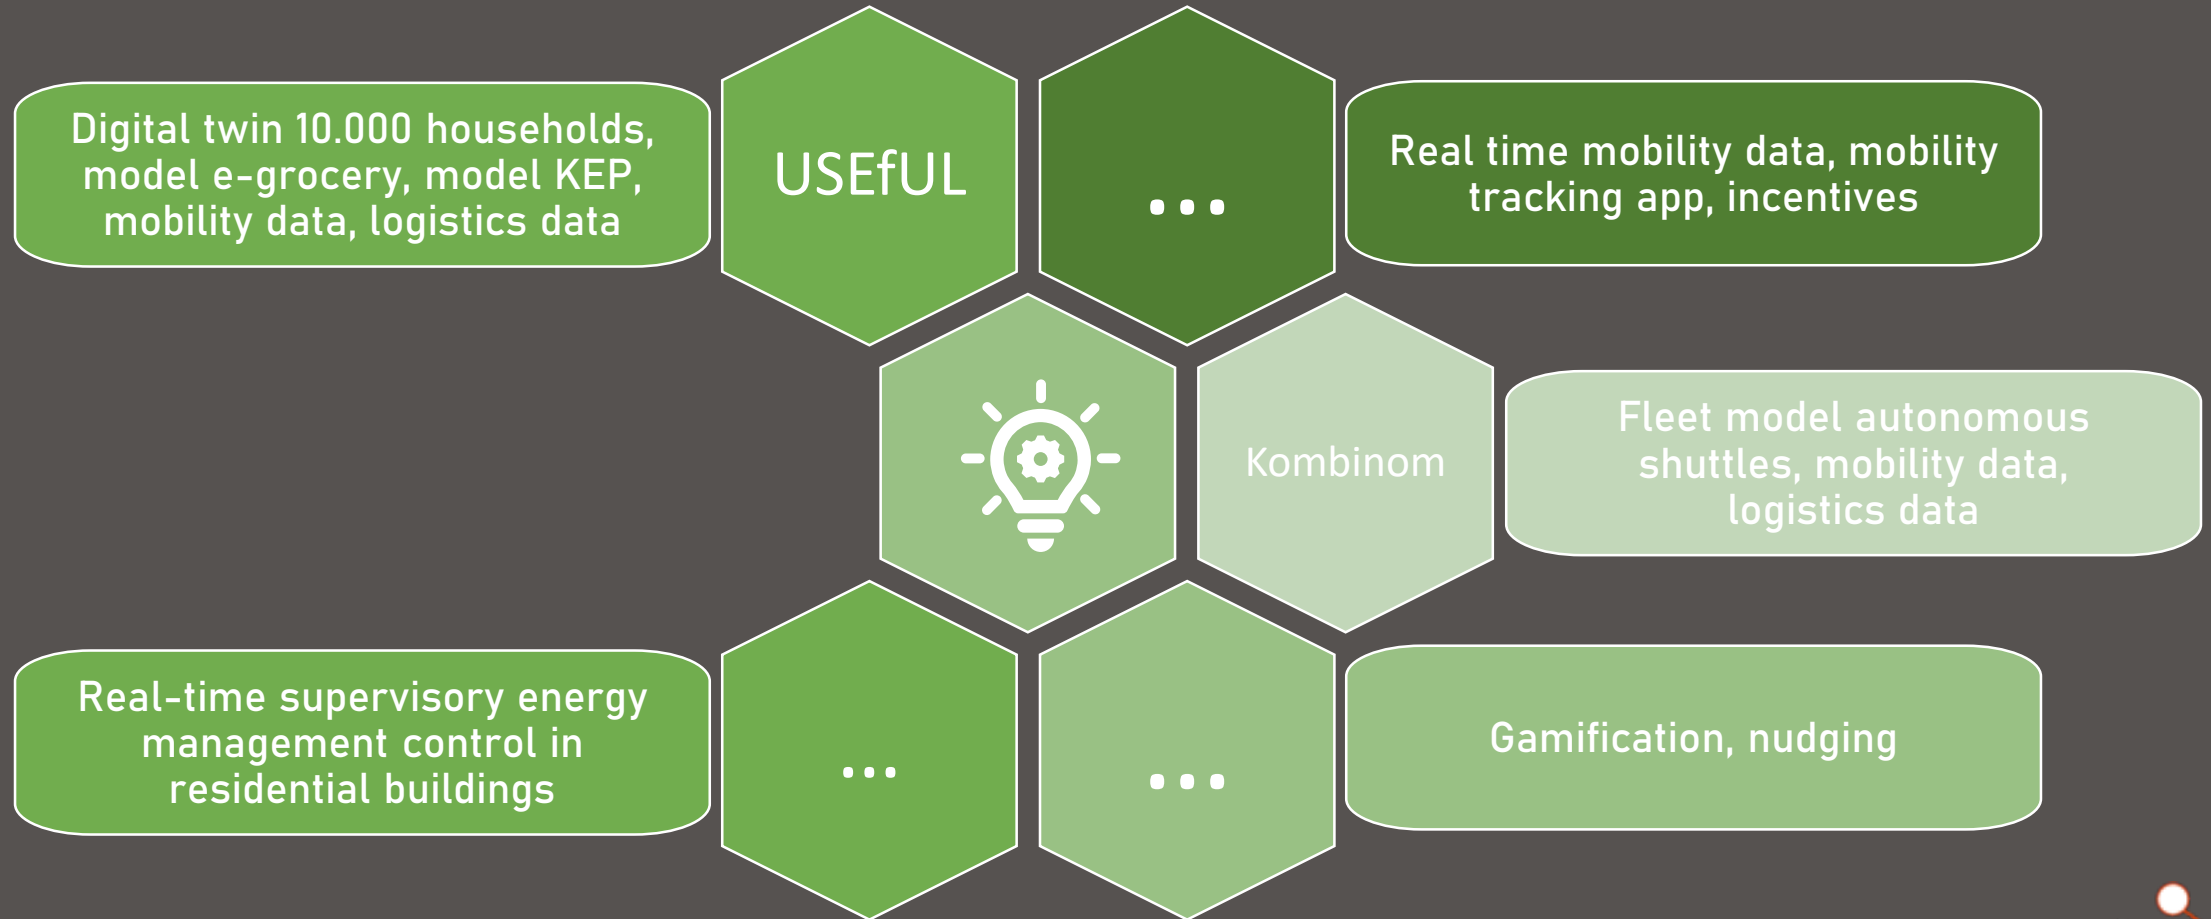 Digital twin 10.000 households,
model e-grocery, model KEP,
mobility data, logistics data
USEfUL
...
Real time mobility data, mobility
tracking app, incentives
Kombinom
Fleet model autonomous
shuttles, mobility data,
logistics data
Real-time supervisory energy
management control in
residential buildings
...
...
Gamification, nudging